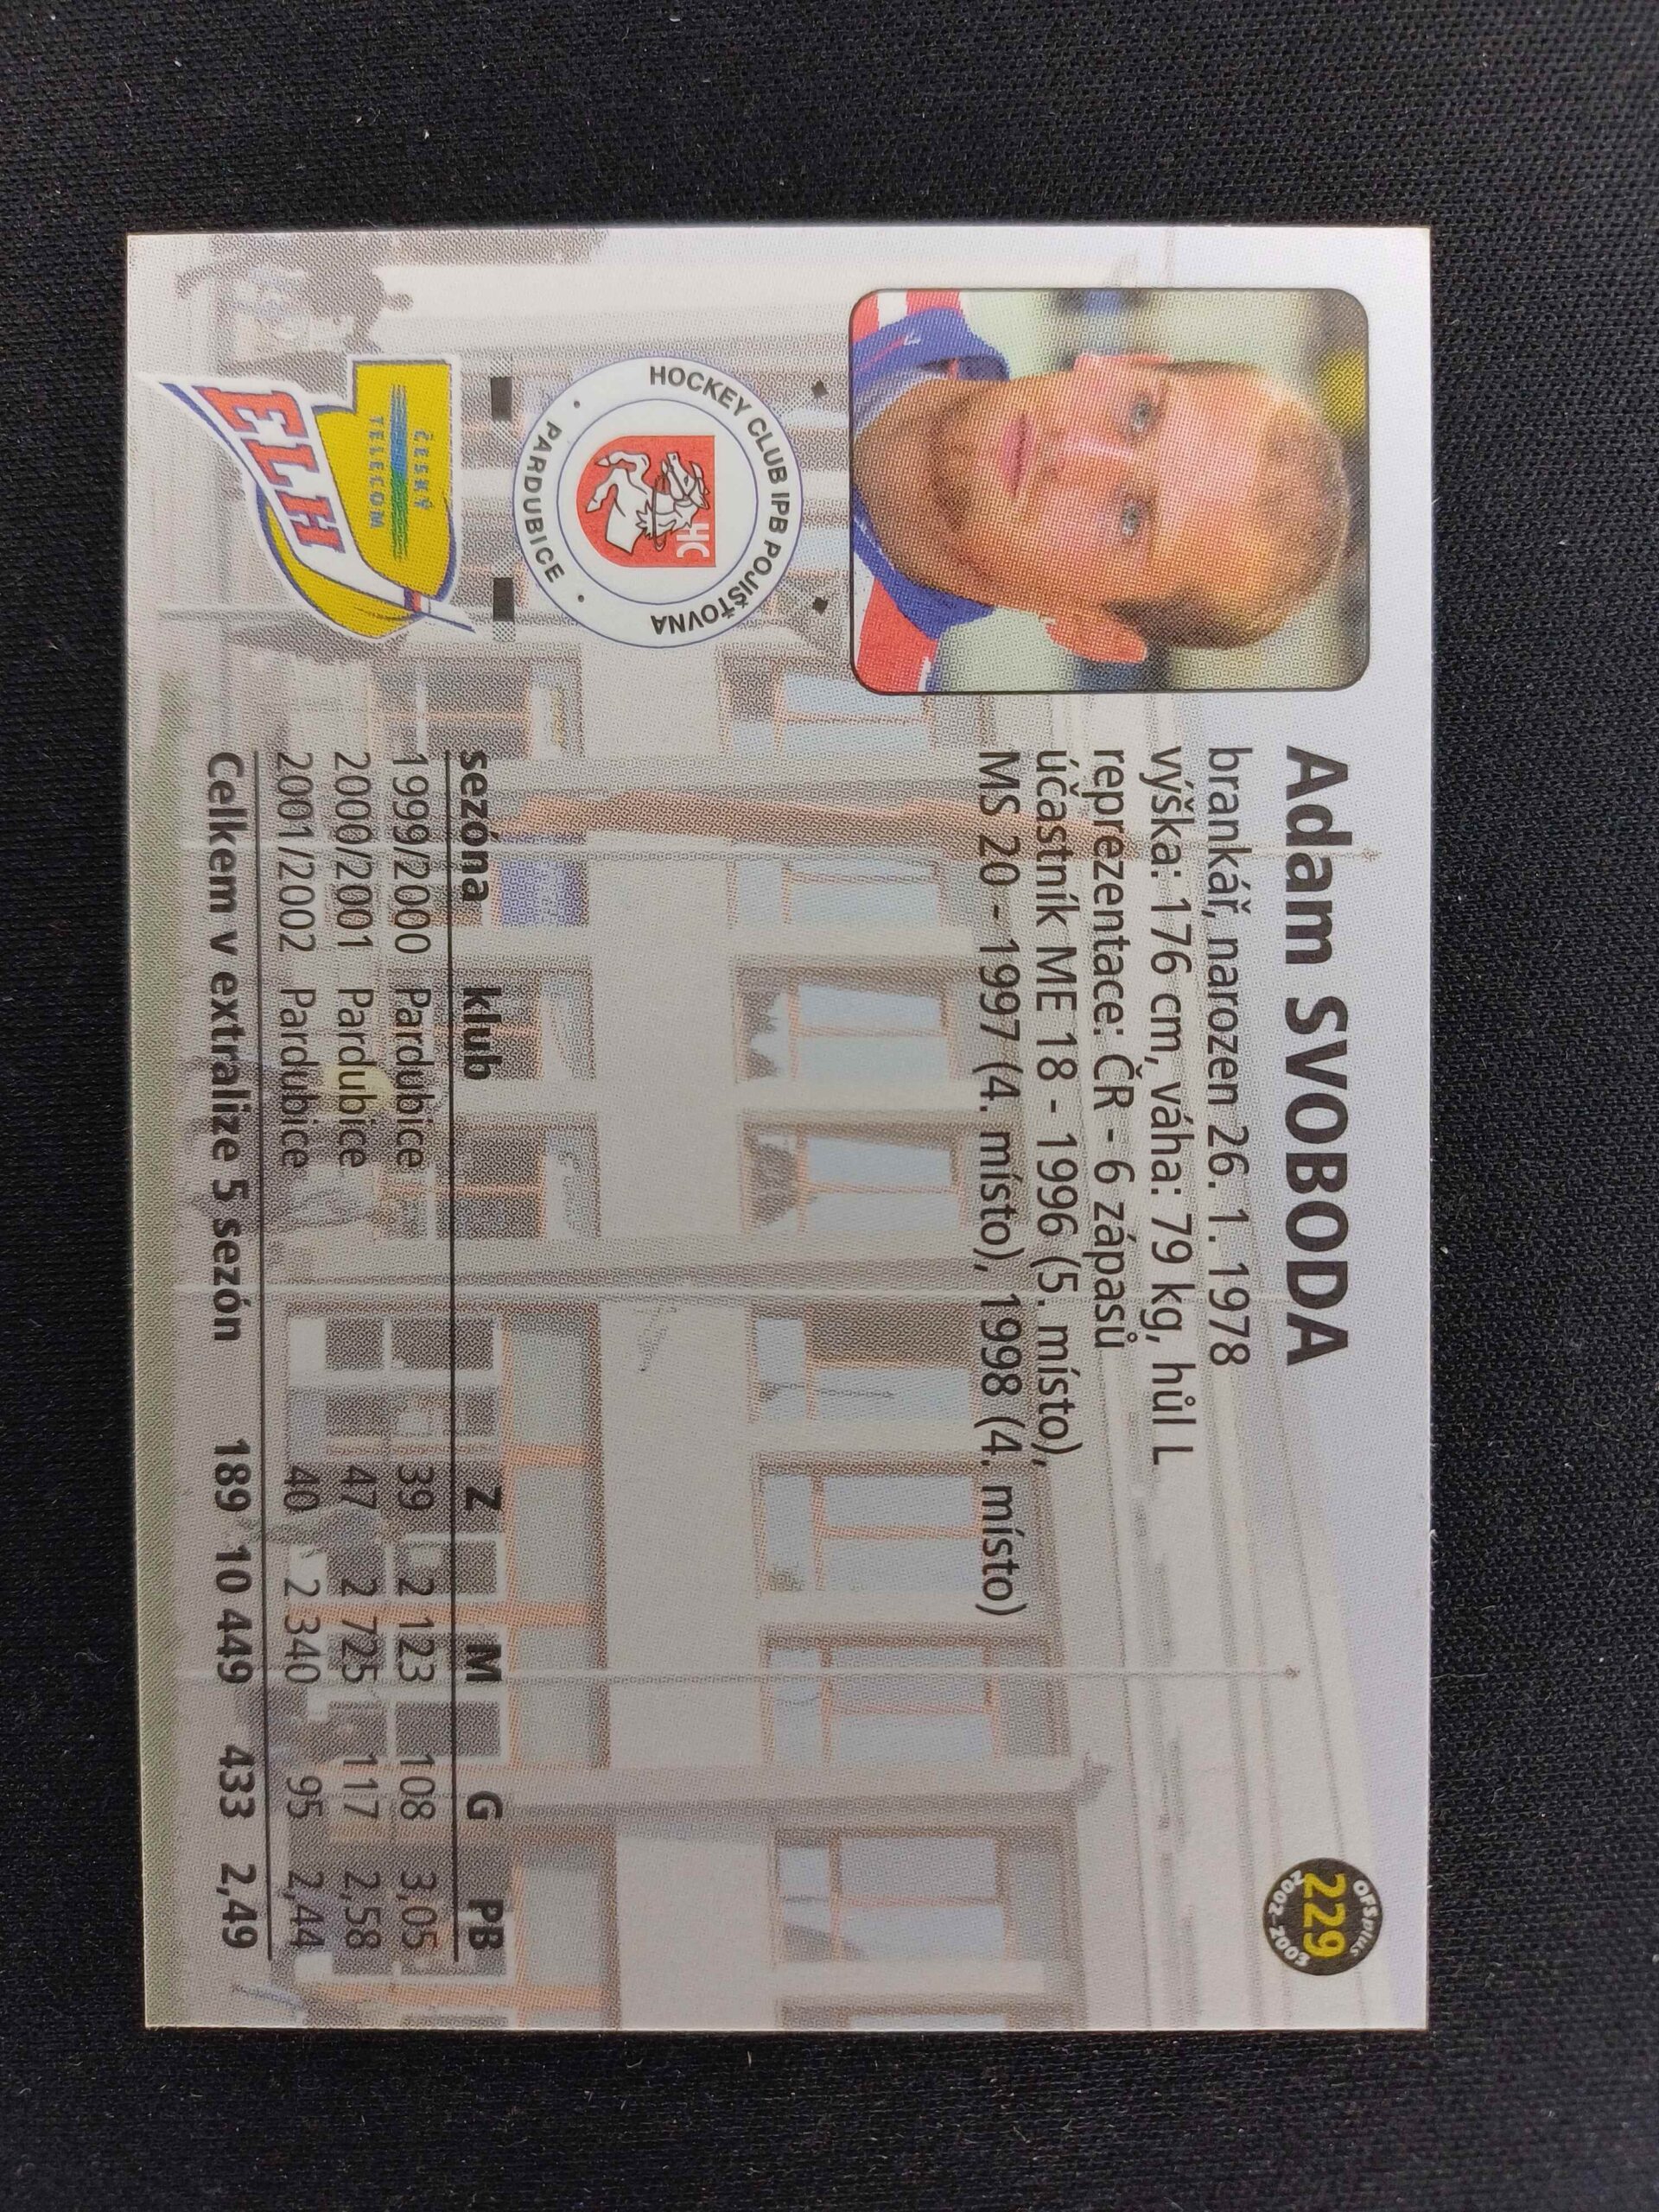 Adam SVOBODA
OFSplus
229
2002-2003
brankář, narozen 26. 1. 1978
výška: 176 cm, váha: 79 kg, hůl L
reprezentace: ČR - 6 zápasů
účastník ME 18 - 1996 (5. místo),
MS 20 - 1997 (4. místo), 1998 (4. místo)
HOCKEY CLUB IPB POJIŠŤOVNA
HC
• PARDUBICE •
ČESKÝ
TELECOM
ELH
sezóna klub Z M G PB
1999/2000 Pardubice 39 2 123 108 3,05
2000/2001 Pardubice 47 2 725 117 2,58
2001/2002 Pardubice 40 2 340 95 2,44
Celkem v extralize 5 sezón 189 10 449 433 2,49